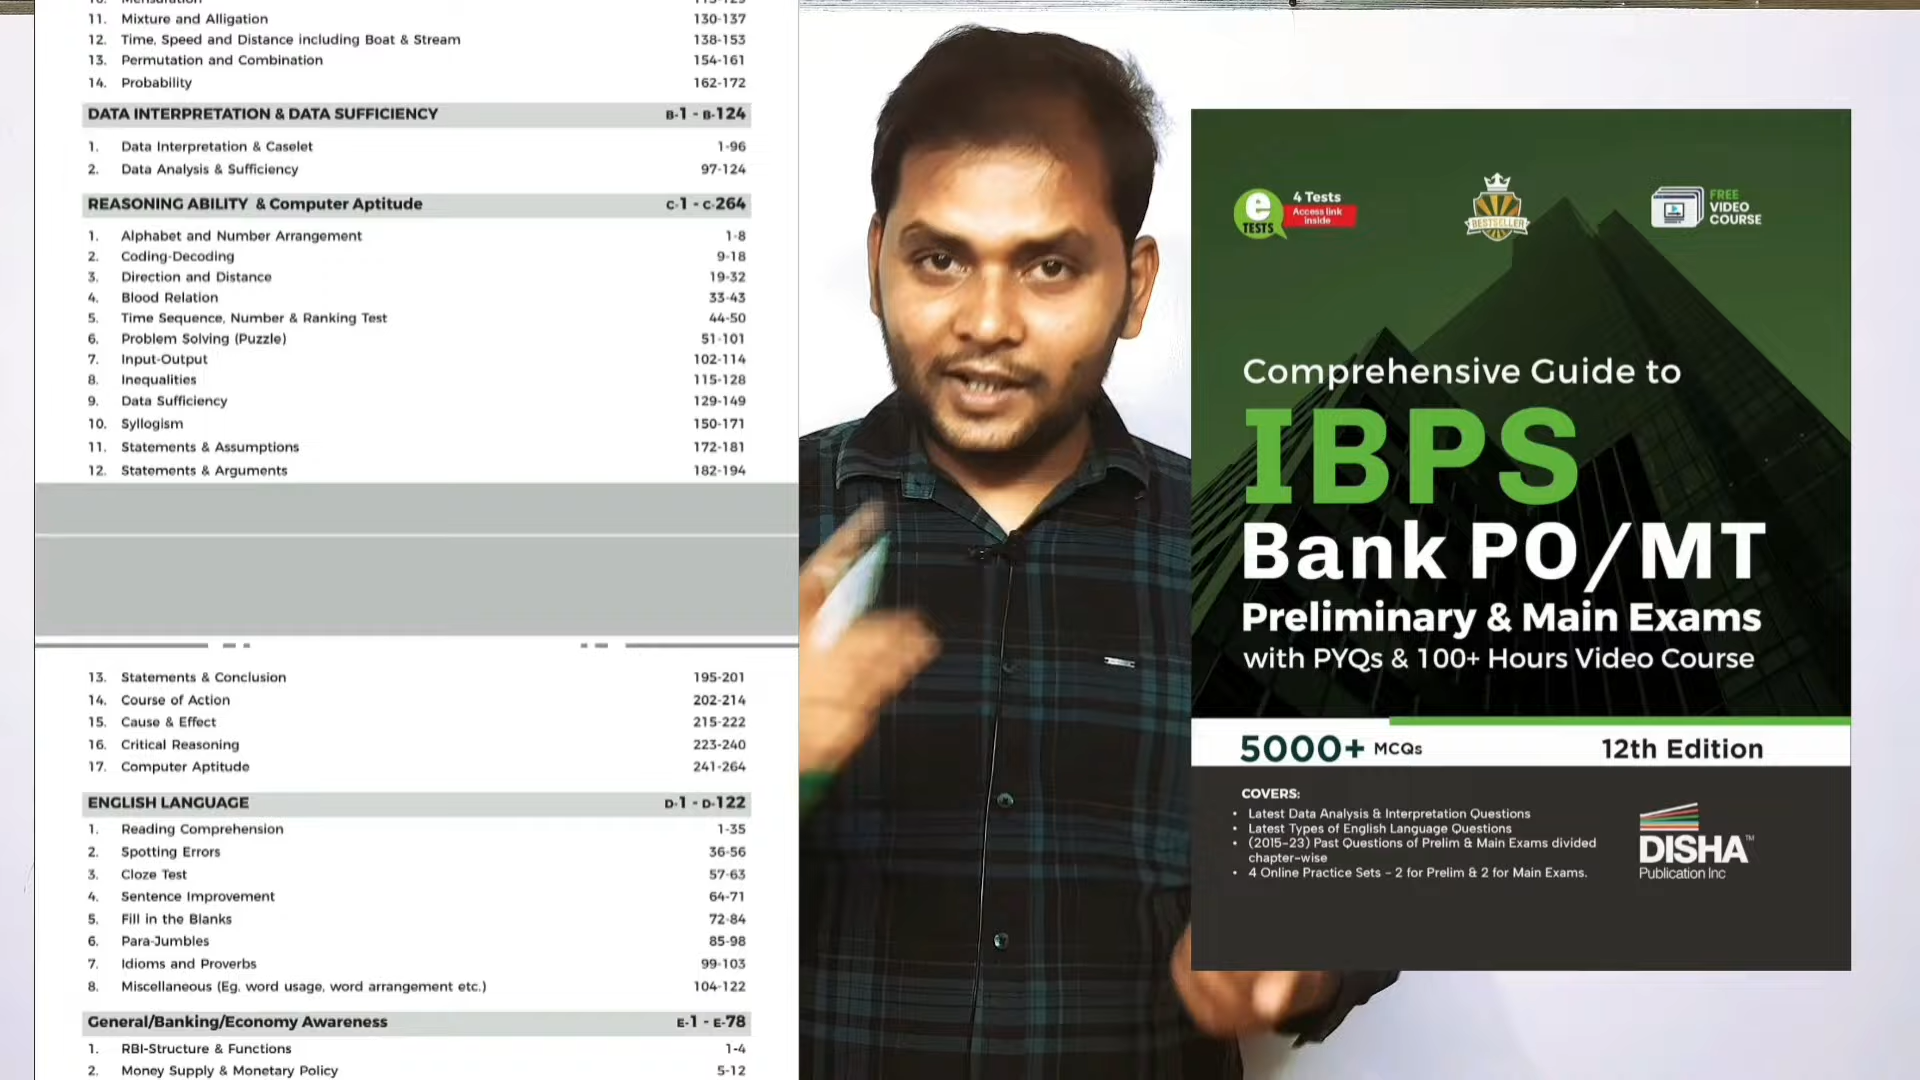 10. Mensuration 113-129
11. Mixture and Alligation 130-137
12. Time, Speed and Distance including Boat & Stream 138-153
13. Permutation and Combination 154-161
14. Probability 162-172
DATA INTERPRETATION & DATA SUFFICIENCY B-1 - B-124
1. Data Interpretation & Caselet 1-96
2. Data Analysis & Sufficiency 97-124
REASONING ABILITY & Computer Aptitude C-1 - C-264
1. Alphabet and Number Arrangement 1-8
2. Coding-Decoding 9-18
3. Direction and Distance 19-32
4. Blood Relation 33-43
5. Time Sequence, Number & Ranking Test 44-50
6. Problem Solving (Puzzle) 51-101
7. Input-Output 102-114
8. Inequalities 115-128
9. Data Sufficiency 129-149
10. Syllogism 150-171
11. Statements & Assumptions 172-181
12. Statements & Arguments 182-194
13. Statements & Conclusion 195-201
14. Course of Action 202-214
15. Cause & Effect 215-222
16. Critical Reasoning 223-240
17. Computer Aptitude 241-264
ENGLISH LANGUAGE D-1 - D-122
1. Reading Comprehension 1-35
2. Spotting Errors 36-56
3. Cloze Test 57-63
4. Sentence Improvement 64-71
5. Fill in the Blanks 72-84
6. Para-Jumbles 85-98
7. Idioms and Proverbs 99-103
8. Miscellaneous (Eg. word usage, word arrangement etc.) 104-122
General/Banking/Economy Awareness E-1 - E-78
1. RBI-Structure & Functions 1-4
2. Money Supply & Monetary Policy 5-12
e TESTS
4 Tests
Access link
inside
BESTSELLER
FREE
VIDEO
COURSE
Comprehensive Guide to
IBPS
Bank PO/MT
Preliminary & Main Exams
with PYQs & 100+ Hours Video Course
5000+ MCQs 12th Edition
COVERS:
• Latest Data Analysis & Interpretation Questions
• Latest Types of English Language Questions
• (2015-23) Past Questions of Prelim & Main Exams divided
chapter-wise
• 4 Online Practice Sets - 2 for Prelim & 2 for Main Exams.
DISHA™
Publication Inc